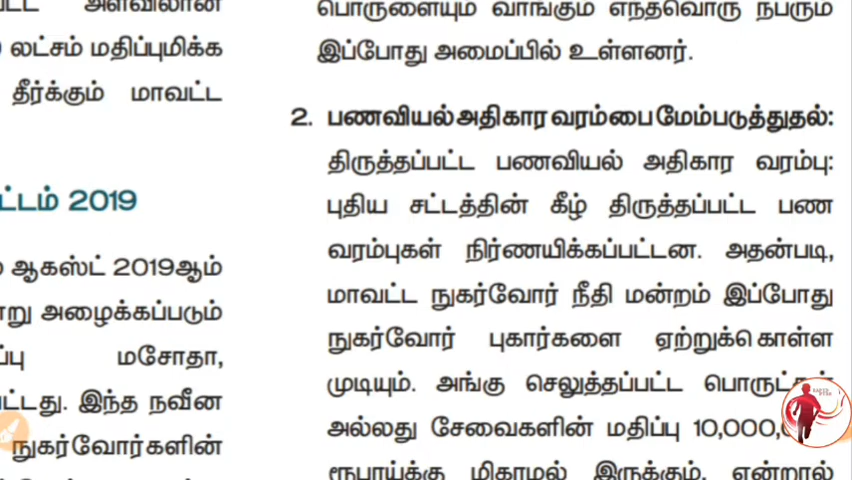 அளவிலான
லட்சம் மதிப்புமிக்க
தீர்க்கும் மாவட்ட
2019
ஆகஸ்ட் 2019ஆம்
அழைக்கப்படும்
மசோதா,
இந்த நவீன
நுகர்வோர்களின்
பொருளையும் வாங்கும் எந்தவொரு நபரும்
இப்போது அமைப்பில் உள்ளனர்.
2. பணவியல் அதிகார வரம்பை மேம்படுத்துதல்:
திருத்தப்பட்ட பணவியல் அதிகார வரம்பு:
புதிய சட்டத்தின் கீழ் திருத்தப்பட்ட பண
வரம்புகள் நிர்ணயிக்கப்பட்டன. அதன்படி,
மாவட்ட நுகர்வோர் நீதி மன்றம் இப்போது
நுகர்வோர் புகார்களை ஏற்றுக்கொள்ள
முடியும். அங்கு செலுத்தப்பட்ட
அல்லது சேவைகளின் மதிப்பு
ரூபாய்க்கு மிகாமல் இருக்கும். என்றால்